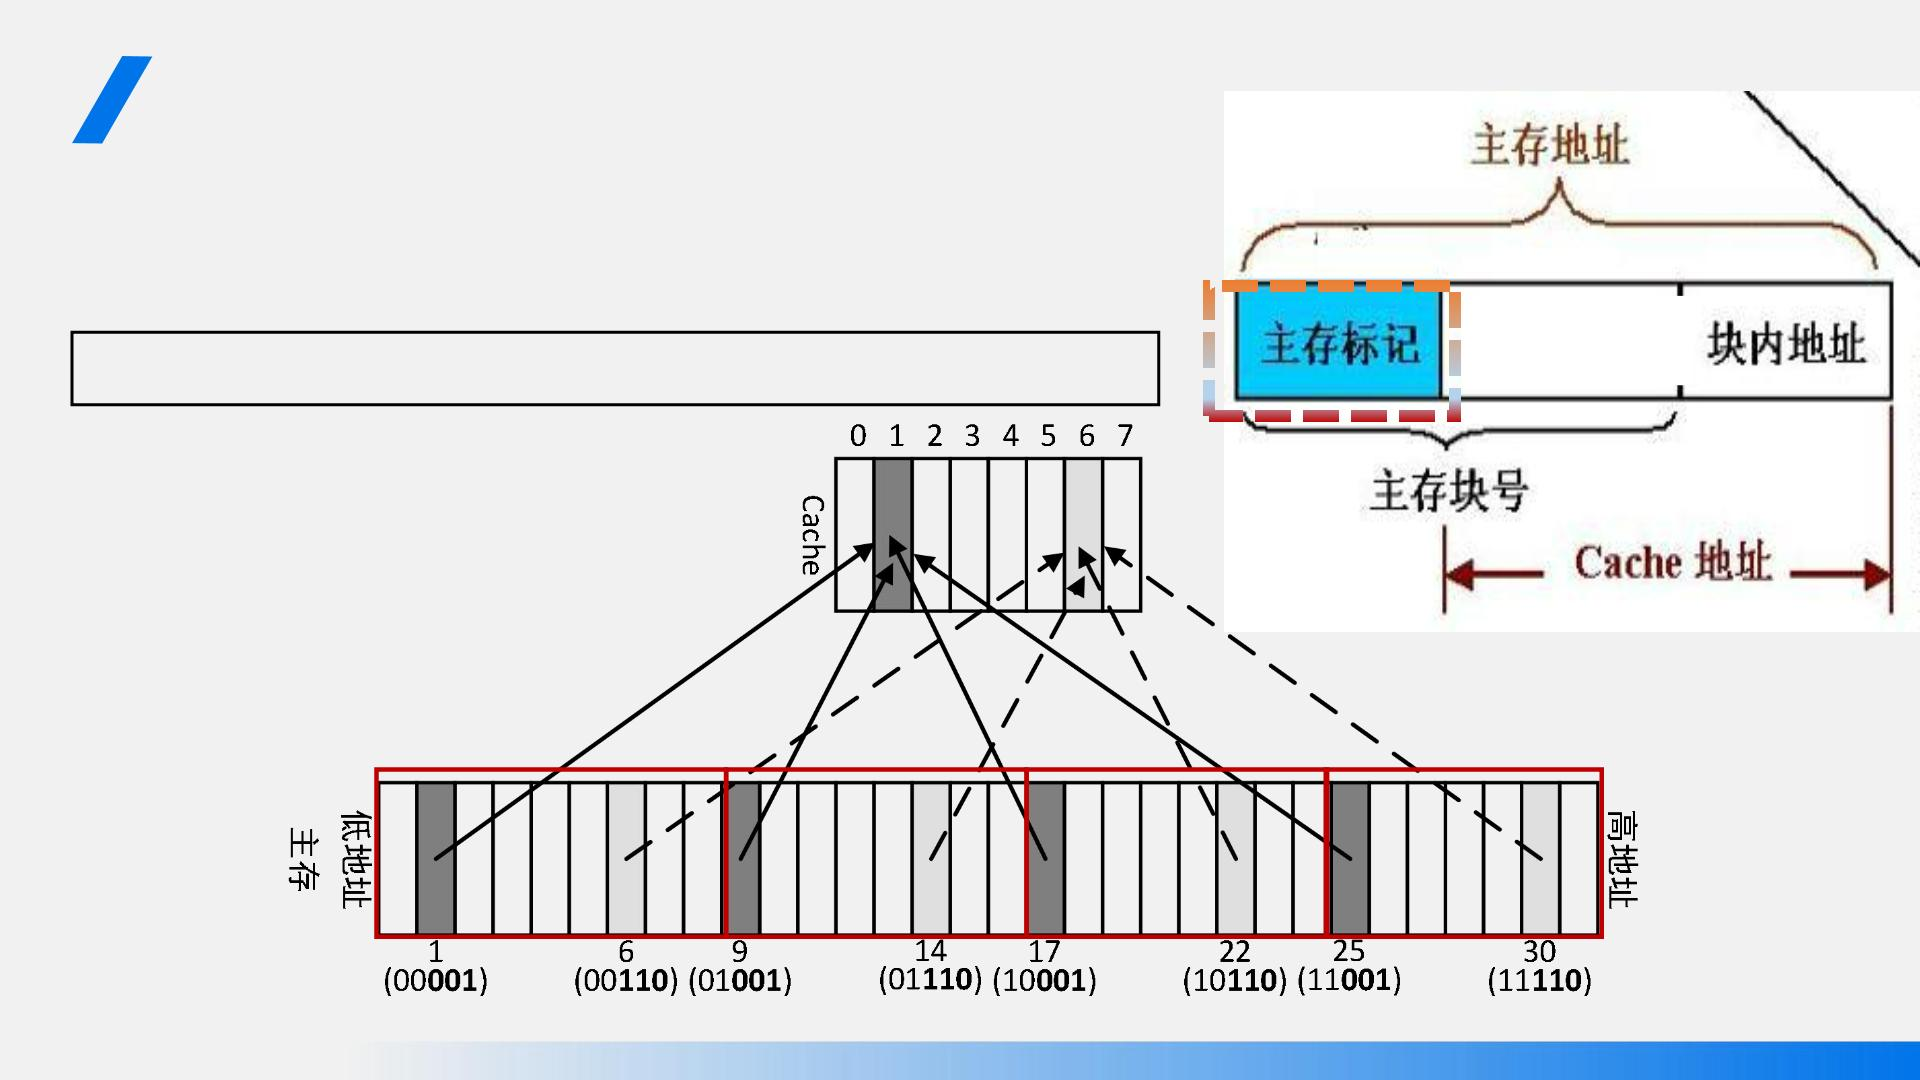 主存地址
主存标记
块内地址
主存块号
Cache 地址
0 1 2 3 4 5 6 7
Cache
主存
低地址
高地址
1 6 9 14 17 22 25 30
(00001) (00110) (01001) (01110) (10001) (10110) (11001) (11110)